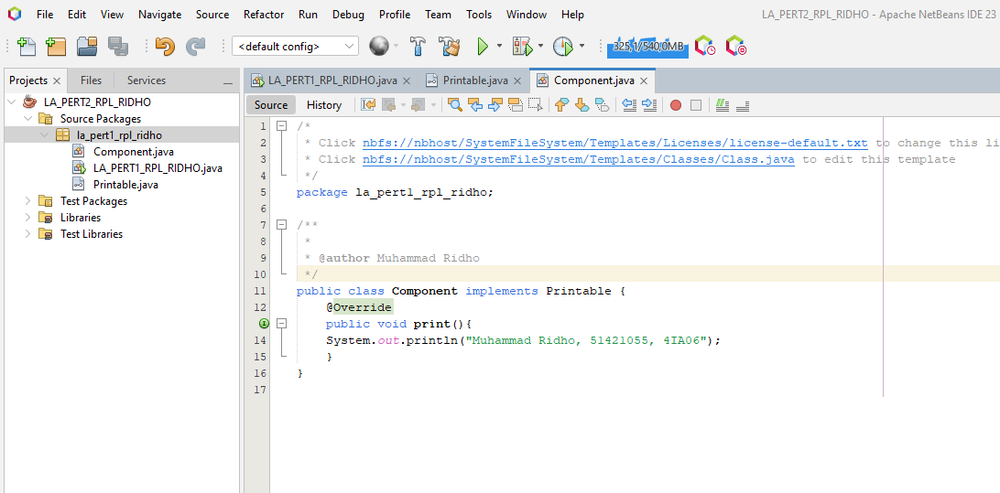 File Edit View Navigate Source Refactor Run Debug Profile Team Tools Window Help LA_PERT2_RPL_RIDHO - Apache NetBeans IDE 23
<default config> 325,1/540,0MB
Projects Files Services
LA_PERT2_RPL_RIDHO
Source Packages
la_pert1_rpl_ridho
Component.java
LA_PERT1_RPL_RIDHO.java
Printable.java
Test Packages
Libraries
Test Libraries
LA_PERT1_RPL_RIDHO.java Printable.java Component.java
Source History
1 /*
2 * Click nbfs://nbhost/SystemFileSystem/Templates/Licenses/license-default.txt to change this li
3 * Click nbfs://nbhost/SystemFileSystem/Templates/Classes/Class.java to edit this template
4 */
5 package la_pert1_rpl_ridho;
6
7 /**
8 *
9 * @author Muhammad Ridho
10 */
11 public class Component implements Printable {
12 @Override
public void print(){
14 System.out.println("Muhammad Ridho, 51421055, 4IA06");
15 }
16 }
17